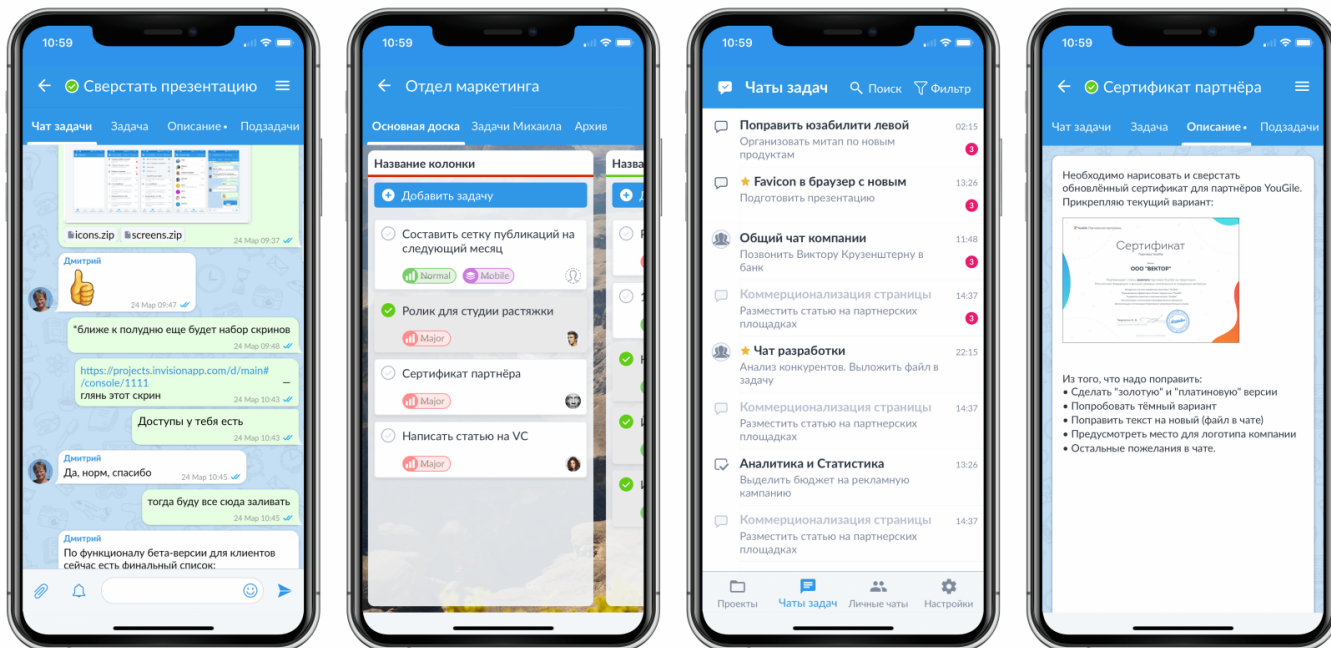 10:59
Сверстать презентацию
Чат задачи Задача Описание • Подзадачи
icons.zip screens.zip
24 Мар 09:37
Дмитрий
24 Мар 09:47
*ближе к полудню еще будет набор скринов
24 Мар 09:48
https://projects.invisionapp.com/d/main#
/console/1111 –
глянь этот скрин
24 Мар 10:43
Доступы у тебя есть
24 Мар 10:43
Дмитрий
Да, норм, спасибо
24 Мар 10:45
тогда буду все сюда заливать
24 Мар 10:45
Дмитрий
По функционалу бета-версии для клиентов
сейчас есть финальный список:
10:59
Отдел маркетинга
Основная доска Задачи Михаила Архив
Название колонки
Добавить задачу
Составить сетку публикаций на
следующий месяц
Normal Mobile
Ролик для студии растяжки
Major
Сертификат партнёра
Major
Написать статью на VC
Major
Назва
10:59
Чаты задач Поиск Фильтр
Поправить юзабилити левой 02:15
Организовать митап по новым
продуктам 3
Favicon в браузер с новым 13:26
Подготовить презентацию 3
Общий чат компании 11:48
Позвонить Виктору Крузенштерну в
банк 3
Коммерционализация страницы 14:37
Разместить статью на партнерских
площадках 3
Чат разработки 22:15
Анализ конкурентов. Выложить файл в
задачу
Коммерционализация страницы 14:37
Разместить статью на партнерских
площадках
Аналитика и Статистика 13:26
Выделить бюджет на рекламную
кампанию
Коммерционализация страницы 14:37
Разместить статью на партнерских
площадках
Проекты Чаты задач Личные чаты Настройки
10:59
Сертификат партнёра
Чат задачи Задача Описание • Подзадачи
Необходимо нарисовать и сверстать
обновлённый сертификат для партнёров YouGile.
Прикрепляю текущий вариант:
Сертификат
ООО "ВЕКТОР"
Из того, что надо поправить:
• Сделать "золотую" и "платиновую" версии
• Попробовать тёмный вариант
• Поправить текст на новый (файл в чате)
• Предусмотреть место для логотипа компании
• Остальные пожелания в чате.